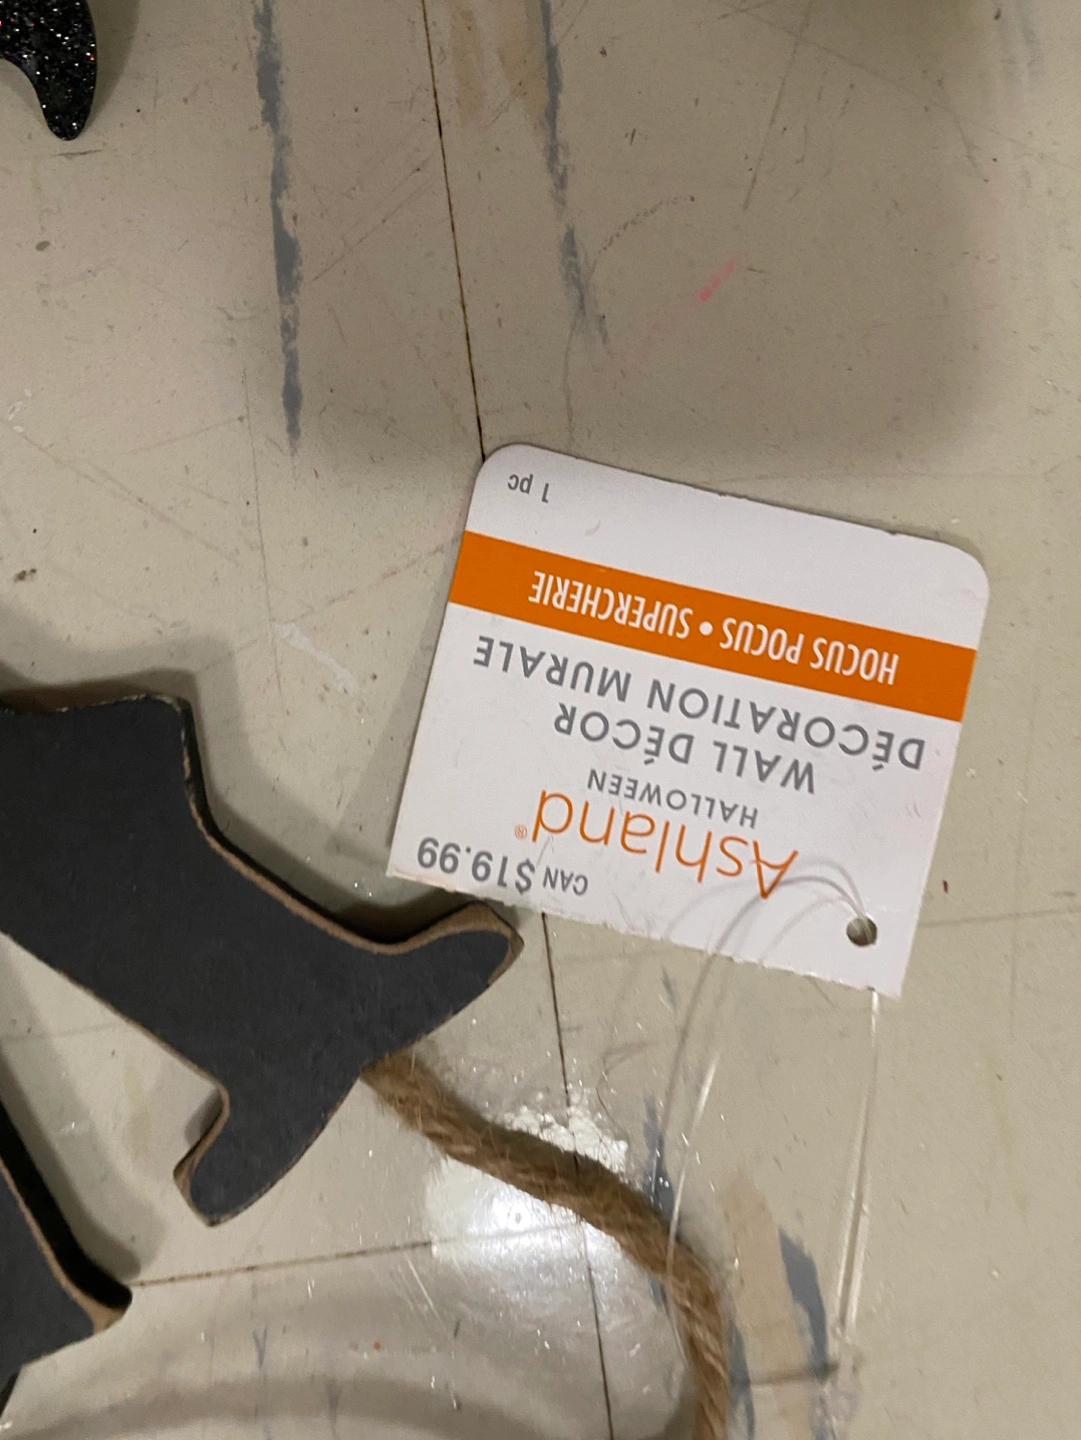 CAN $19.99
Ashland®
HALLOWEEN
WALL DÉCOR
DÉCORATION MURALE
HOCUS POCUS • SUPERCHERIE
1 pc